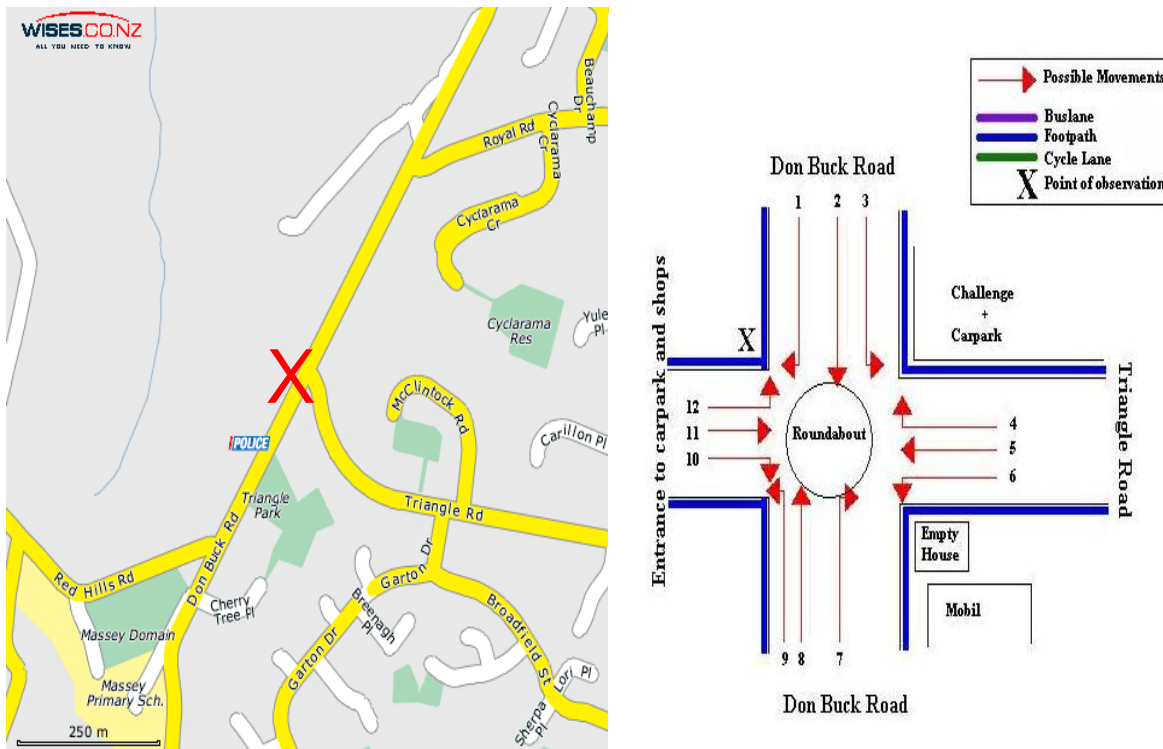 WISES.CO.NZ
ALL YOU NEED TO KNOW
Beauchamp
Dr
Royal Rd
Cyclarama
Cr
Cyclarama
Cr
Cyclarama
Res
Yule
Pl
McClintock Rd
Carillon Pl
POLICE
Triangle
Park
Triangle Rd
Don Buck Rd
Red Hills Rd
Cherry
Tree Pl
Garton Dr
Breenagh
Pl
Broadfield St
Massey Domain
Massey
Primary Sch.
Garton Dr
Lori Pl
Sherpa
Pl
250 m
X
Possible Movements
Buslane
Footpath
Cycle Lane
X Point of observation
Don Buck Road
1 2 3
Entrance to carpark and shops
X
Challenge
+
Carpark
Triangle Road
12
11
10
Roundabout
4
5
6
Empty
House
Mobil
9 8 7
Don Buck Road